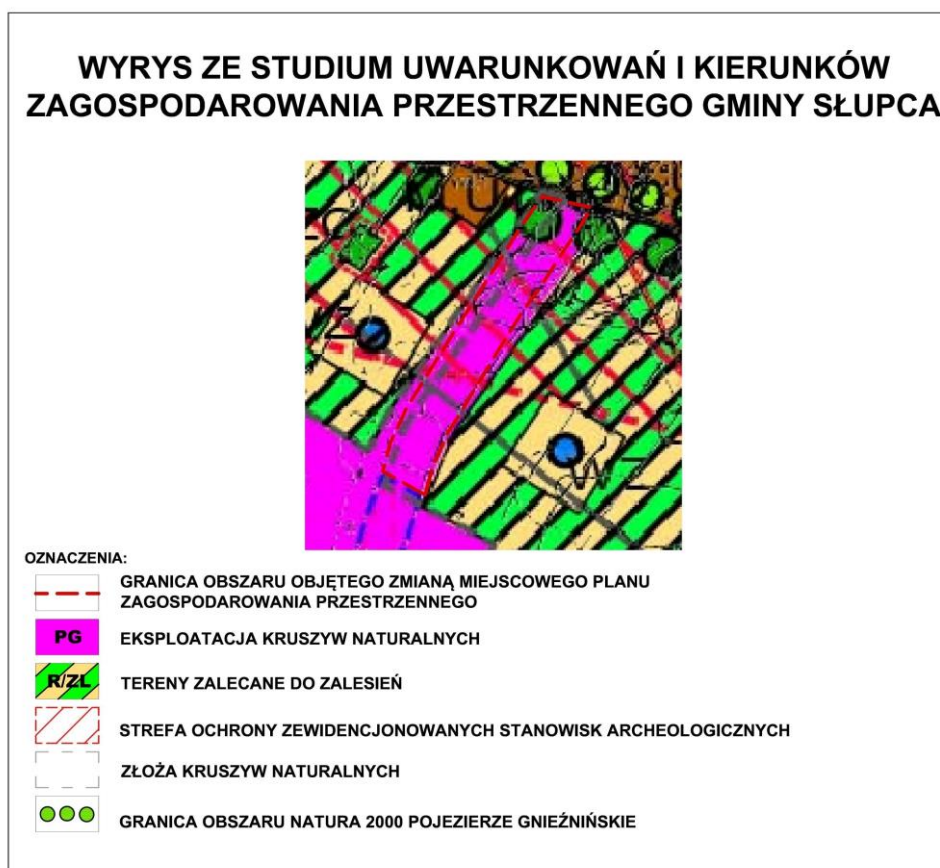 WYRYS ZE STUDIUM UWARUNKOWAŃ I KIERUNKÓW
ZAGOSPODAROWANIA PRZESTRZENNEGO GMINY SŁUPCA
U
WZ
OZNACZENIA:
GRANICA OBSZARU OBJĘTEGO ZMIANĄ MIEJSCOWEGO PLANU
ZAGOSPODAROWANIA PRZESTRZENNEGO
PG EKSPLOATACJA KRUSZYW NATURALNYCH
R/ZL TERENY ZALECANE DO ZALESIEŃ
STREFA OCHRONY ZEWIDENCJONOWANYCH STANOWISK ARCHEOLOGICZNYCH
ZŁOŻA KRUSZYW NATURALNYCH
GRANICA OBSZARU NATURA 2000 POJEZIERZE GNIEŹNIŃSKIE